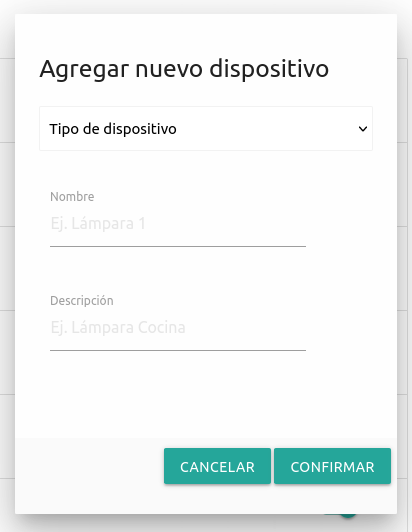 Agregar nuevo dispositivo
Tipo de dispositivo
Nombre
Ej. Lámpara 1
Descripción
Ej. Lámpara Cocina
CANCELAR CONFIRMAR